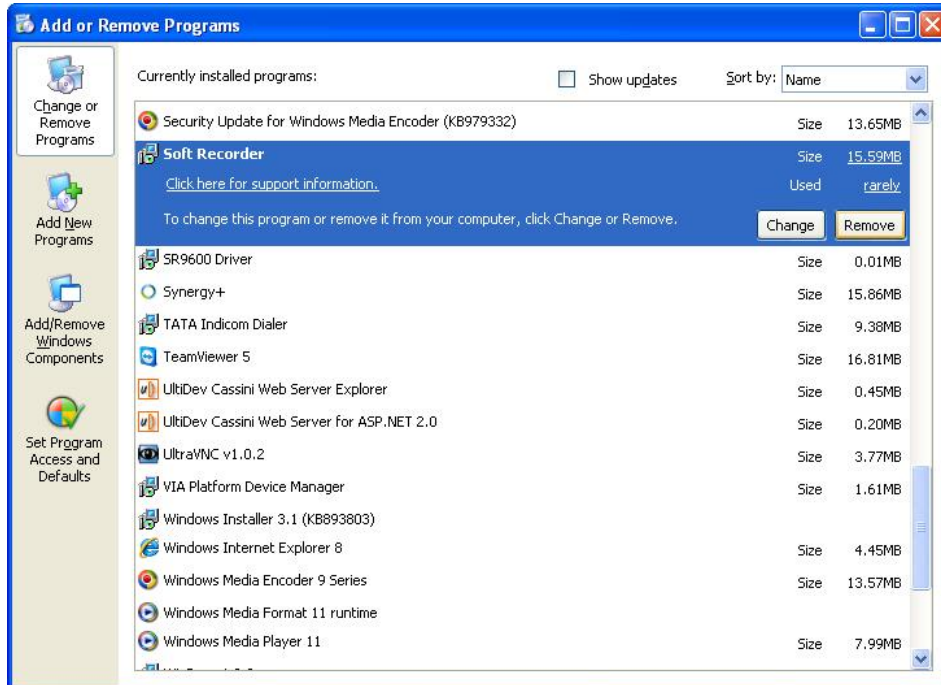 Add or Remove Programs
Change or
Remove
Programs
Add New
Programs
Add/Remove
Windows
Components
Set Program
Access and
Defaults
Currently installed programs:
Show updates
Sort by: Name
Security Update for Windows Media Encoder (KB979332) Size 13.65MB
Soft Recorder Size 15.59MB
Click here for support information. Used rarely
To change this program or remove it from your computer, click Change or Remove. Change Remove
SR9600 Driver Size 0.01MB
Synergy+ Size 15.86MB
TATA Indicom Dialer Size 9.38MB
TeamViewer 5 Size 16.81MB
UltiDev Cassini Web Server Explorer Size 0.45MB
UltiDev Cassini Web Server for ASP.NET 2.0 Size 0.20MB
UltraVNC v1.0.2 Size 3.77MB
VIA Platform Device Manager Size 1.61MB
Windows Installer 3.1 (KB893803)
Windows Internet Explorer 8 Size 4.45MB
Windows Media Encoder 9 Series Size 13.57MB
Windows Media Format 11 runtime
Windows Media Player 11 Size 7.99MB